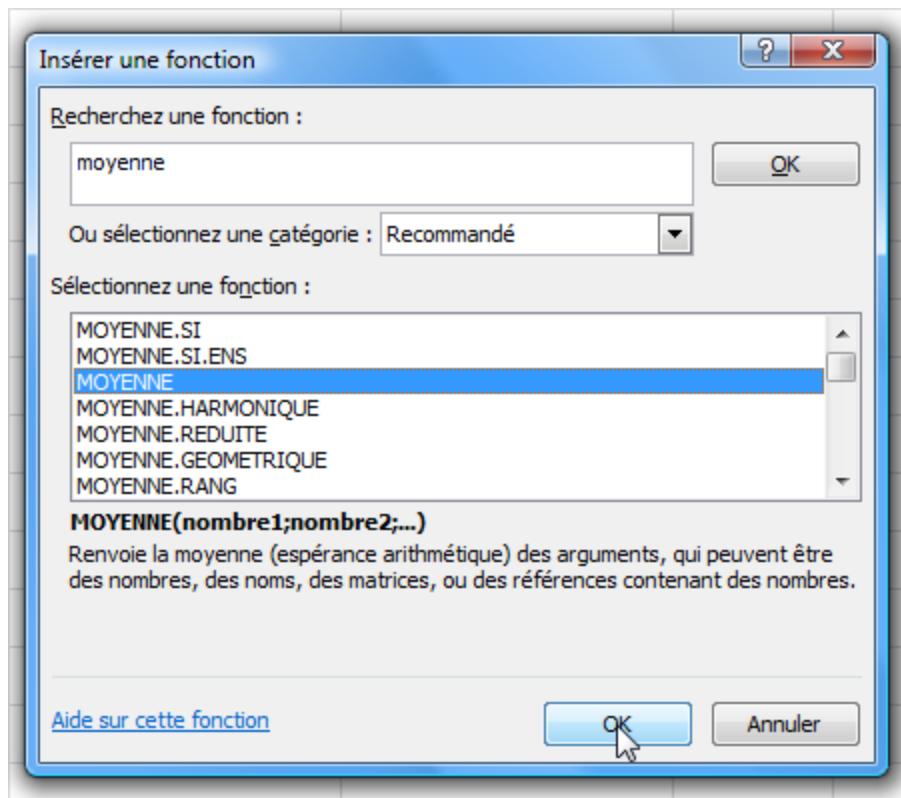 Insérer une fonction
Recherchez une fonction :
moyenne
OK
Ou sélectionnez une catégorie : Recommandé
Sélectionnez une fonction :
MOYENNE.SI
MOYENNE.SI.ENS
MOYENNE
MOYENNE.HARMONIQUE
MOYENNE.REDUITE
MOYENNE.GEOMETRIQUE
MOYENNE.RANG
MOYENNE(nombre1;nombre2;...)
Renvoie la moyenne (espérance arithmétique) des arguments, qui peuvent être
des nombres, des noms, des matrices, ou des références contenant des nombres.
Aide sur cette fonction
OK
Annuler